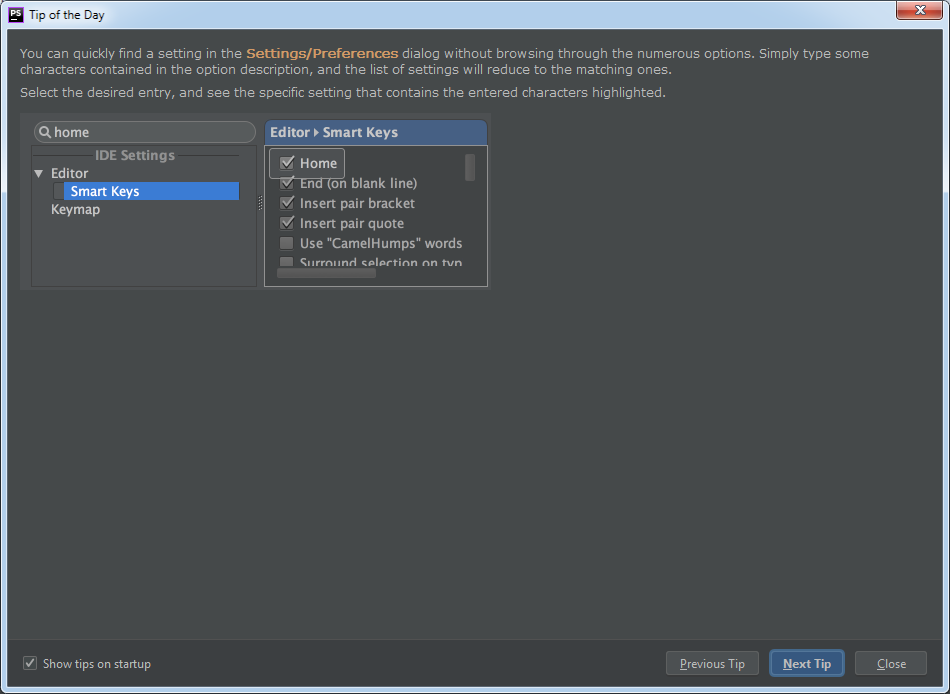 PS Tip of the Day
You can quickly find a setting in the Settings/Preferences dialog without browsing through the numerous options. Simply type some
characters contained in the option description, and the list of settings will reduce to the matching ones.
Select the desired entry, and see the specific setting that contains the entered characters highlighted.
home
IDE Settings
Editor
Smart Keys
Keymap
Editor Smart Keys
Home
End (on blank line)
Insert pair bracket
Insert pair quote
Use "CamelHumps" words
Surround selection on typ
Show tips on startup
Previous Tip
Next Tip
Close